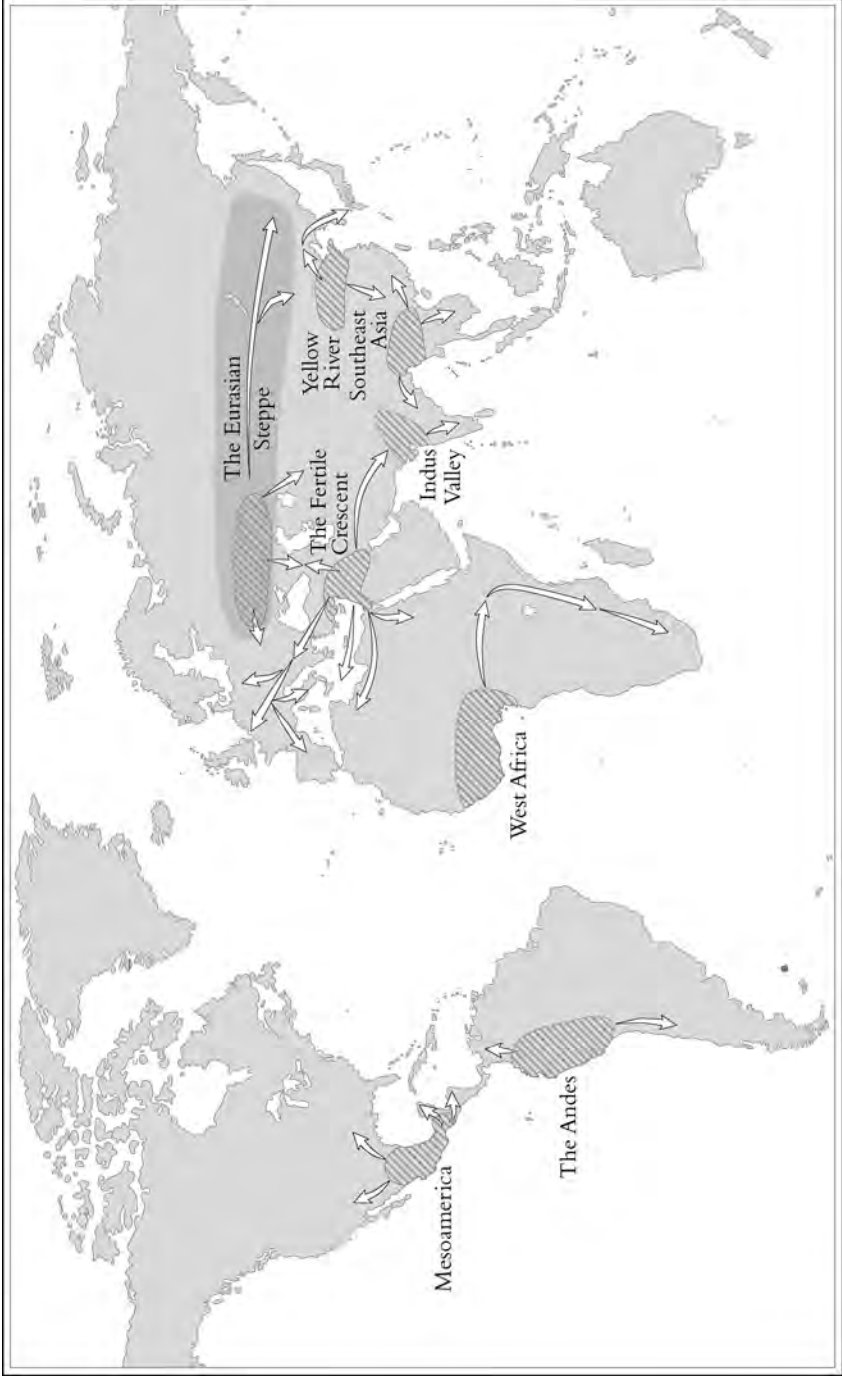 The Eurasian
Steppe
Yellow
River
Southeast
Asia
The Fertile
Crescent
Indus
Valley
West Africa
Mesoamerica
The Andes